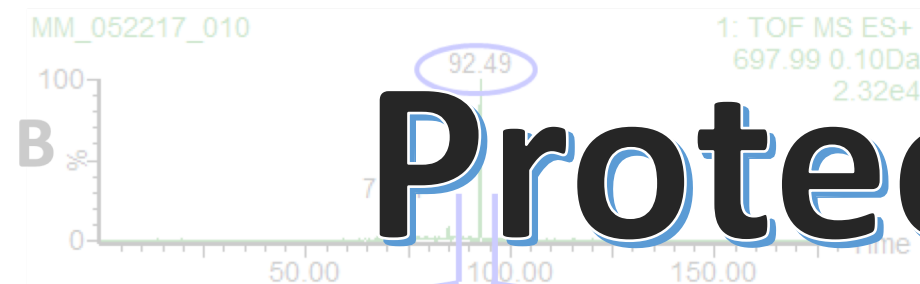 MM_052217_010
1: TOF MS ES+
697.99 0.10Da
2.32e4
92.49
100
B
%
7
0
50.00
100.00
150.00
Protec